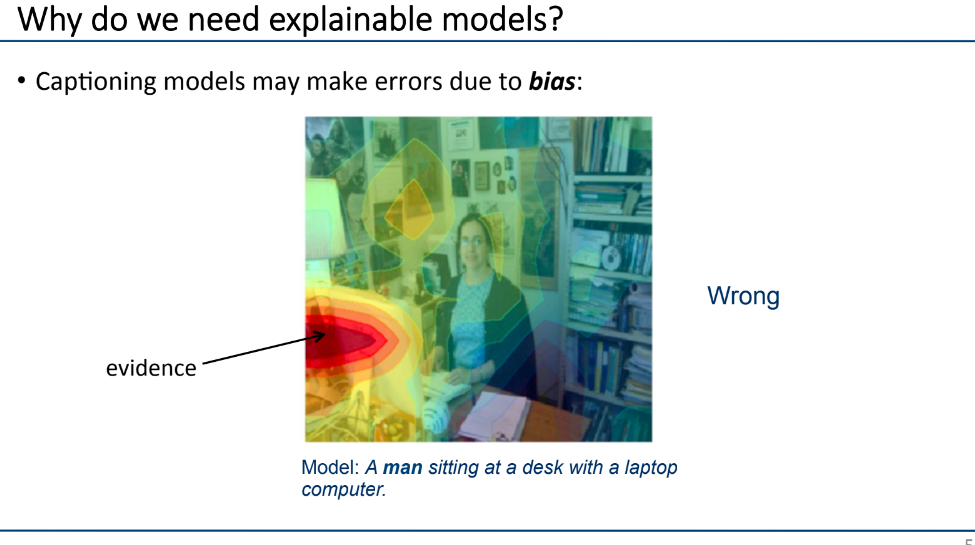 Why do we need explainable models?
• Captioning models may make errors due to bias:
evidence
Wrong
Model: A man sitting at a desk with a laptop
computer.
5